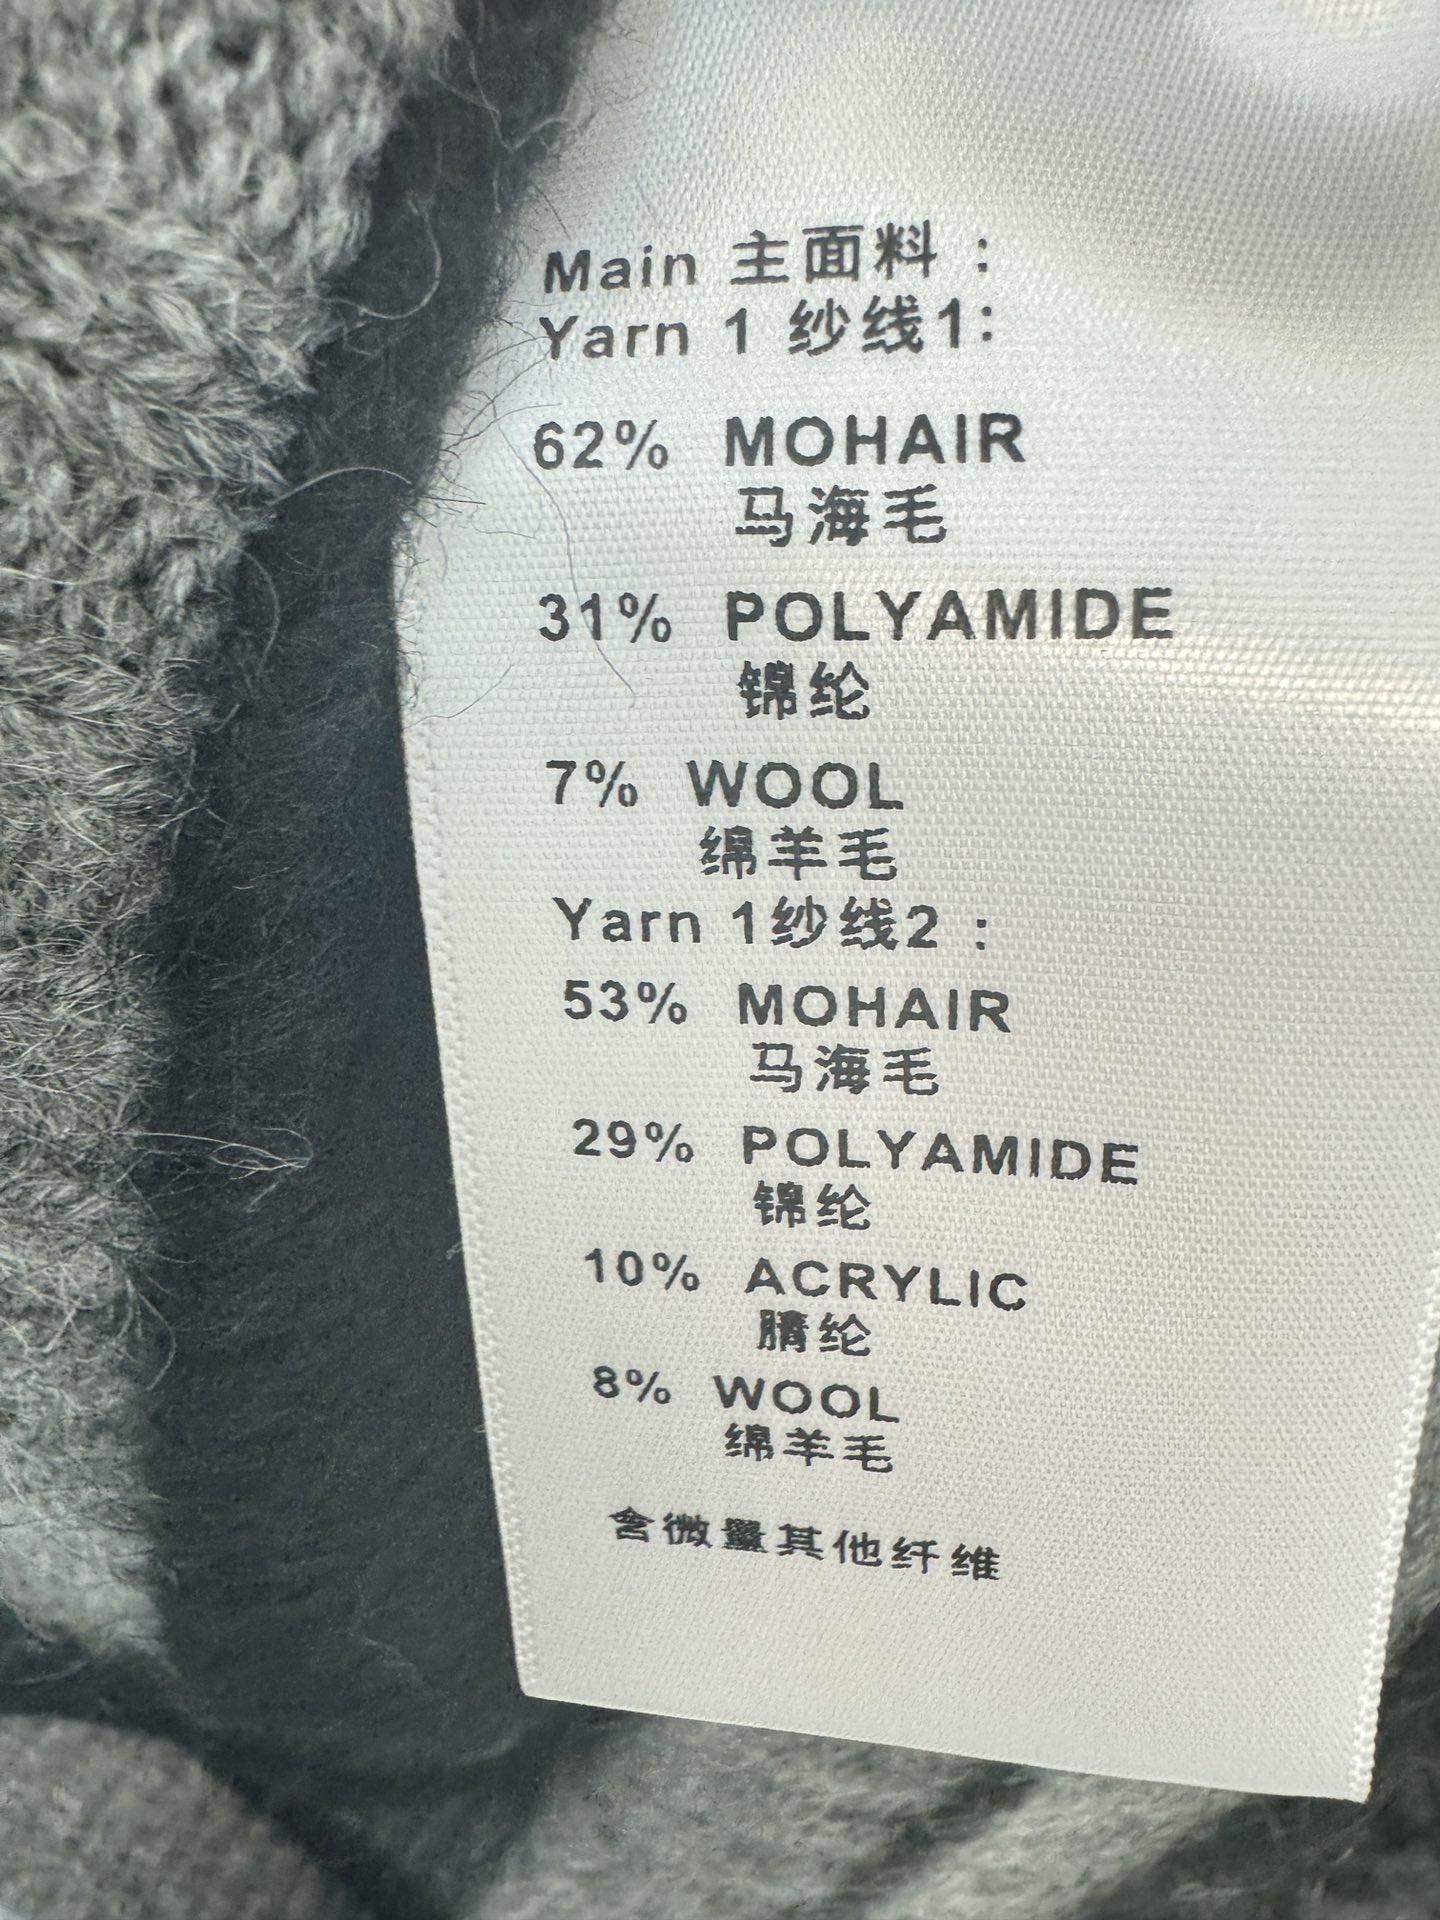 Main 主面料：
Yarn 1 纱线1:
62% MOHAIR
马海毛
31% POLYAMIDE
锦纶
7% WOOL
绵羊毛
Yarn 1纱线2：
53% MOHAIR
马海毛
29% POLYAMIDE
锦纶
10% ACRYLIC
腈纶
8% WOOL
绵羊毛
含微量其他纤维